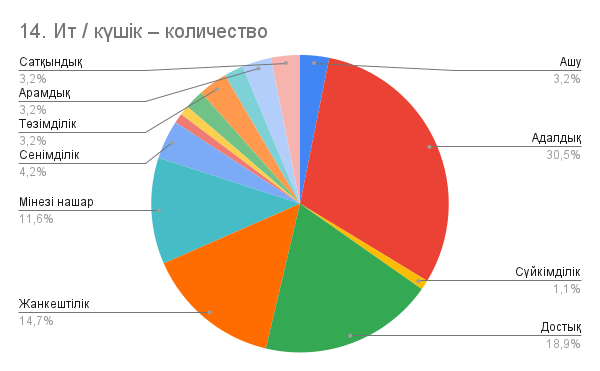 14. Ит / күшік – количество
Сатқындық
3,2%
Арамдық
3,2%
Төзімділік
3,2%
Сенімділік
4,2%
Мінезі нашар
11,6%
Жанкештілік
14,7%
Ашу
3,2%
Адалдық
30,5%
Сүйкімділік
1,1%
Достық
18,9%